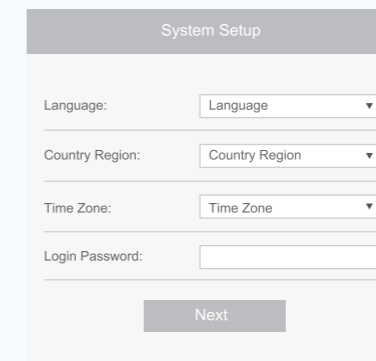 System Setup
Language: Language
Country Region: Country Region
Time Zone: Time Zone
Login Password:
Next